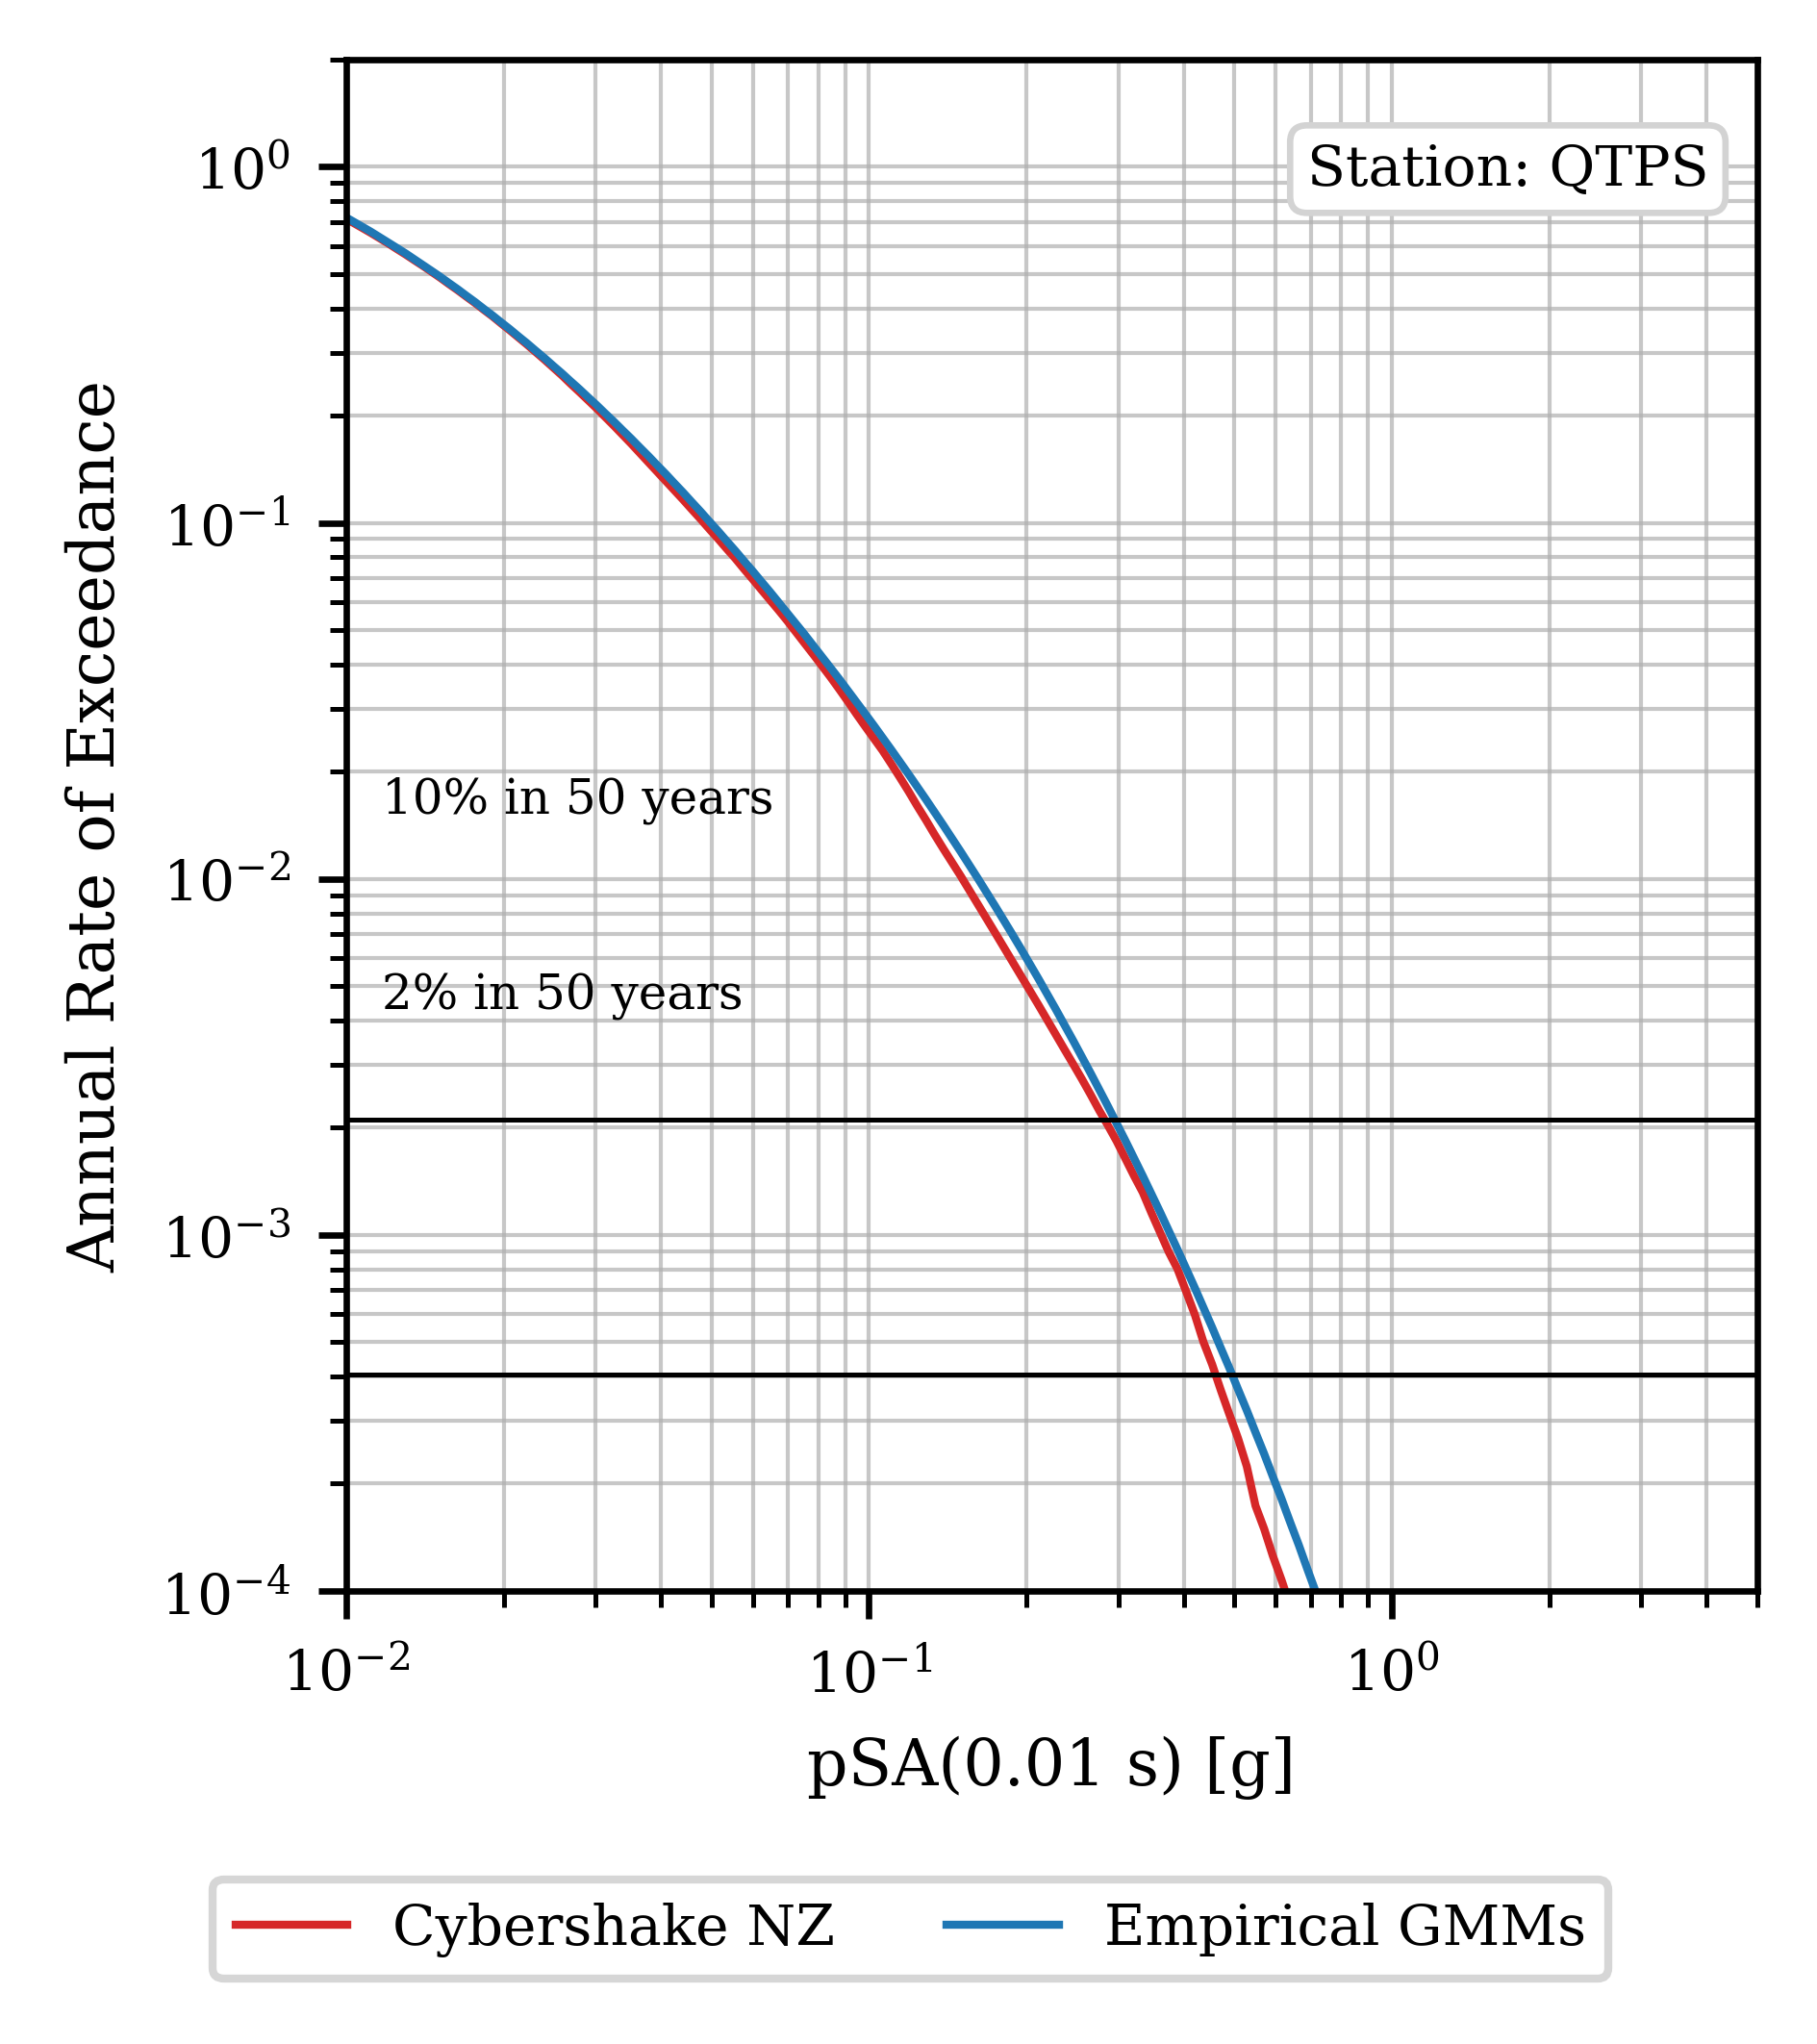 Station: QTPS
Annual Rate of Exceedance
10⁰
10⁻¹
10⁻²
10⁻³
10⁻⁴
10% in 50 years
2% in 50 years
10⁻²
10⁻¹
10⁰
pSA(0.01 s) [g]
Cybershake NZ
Empirical GMMs